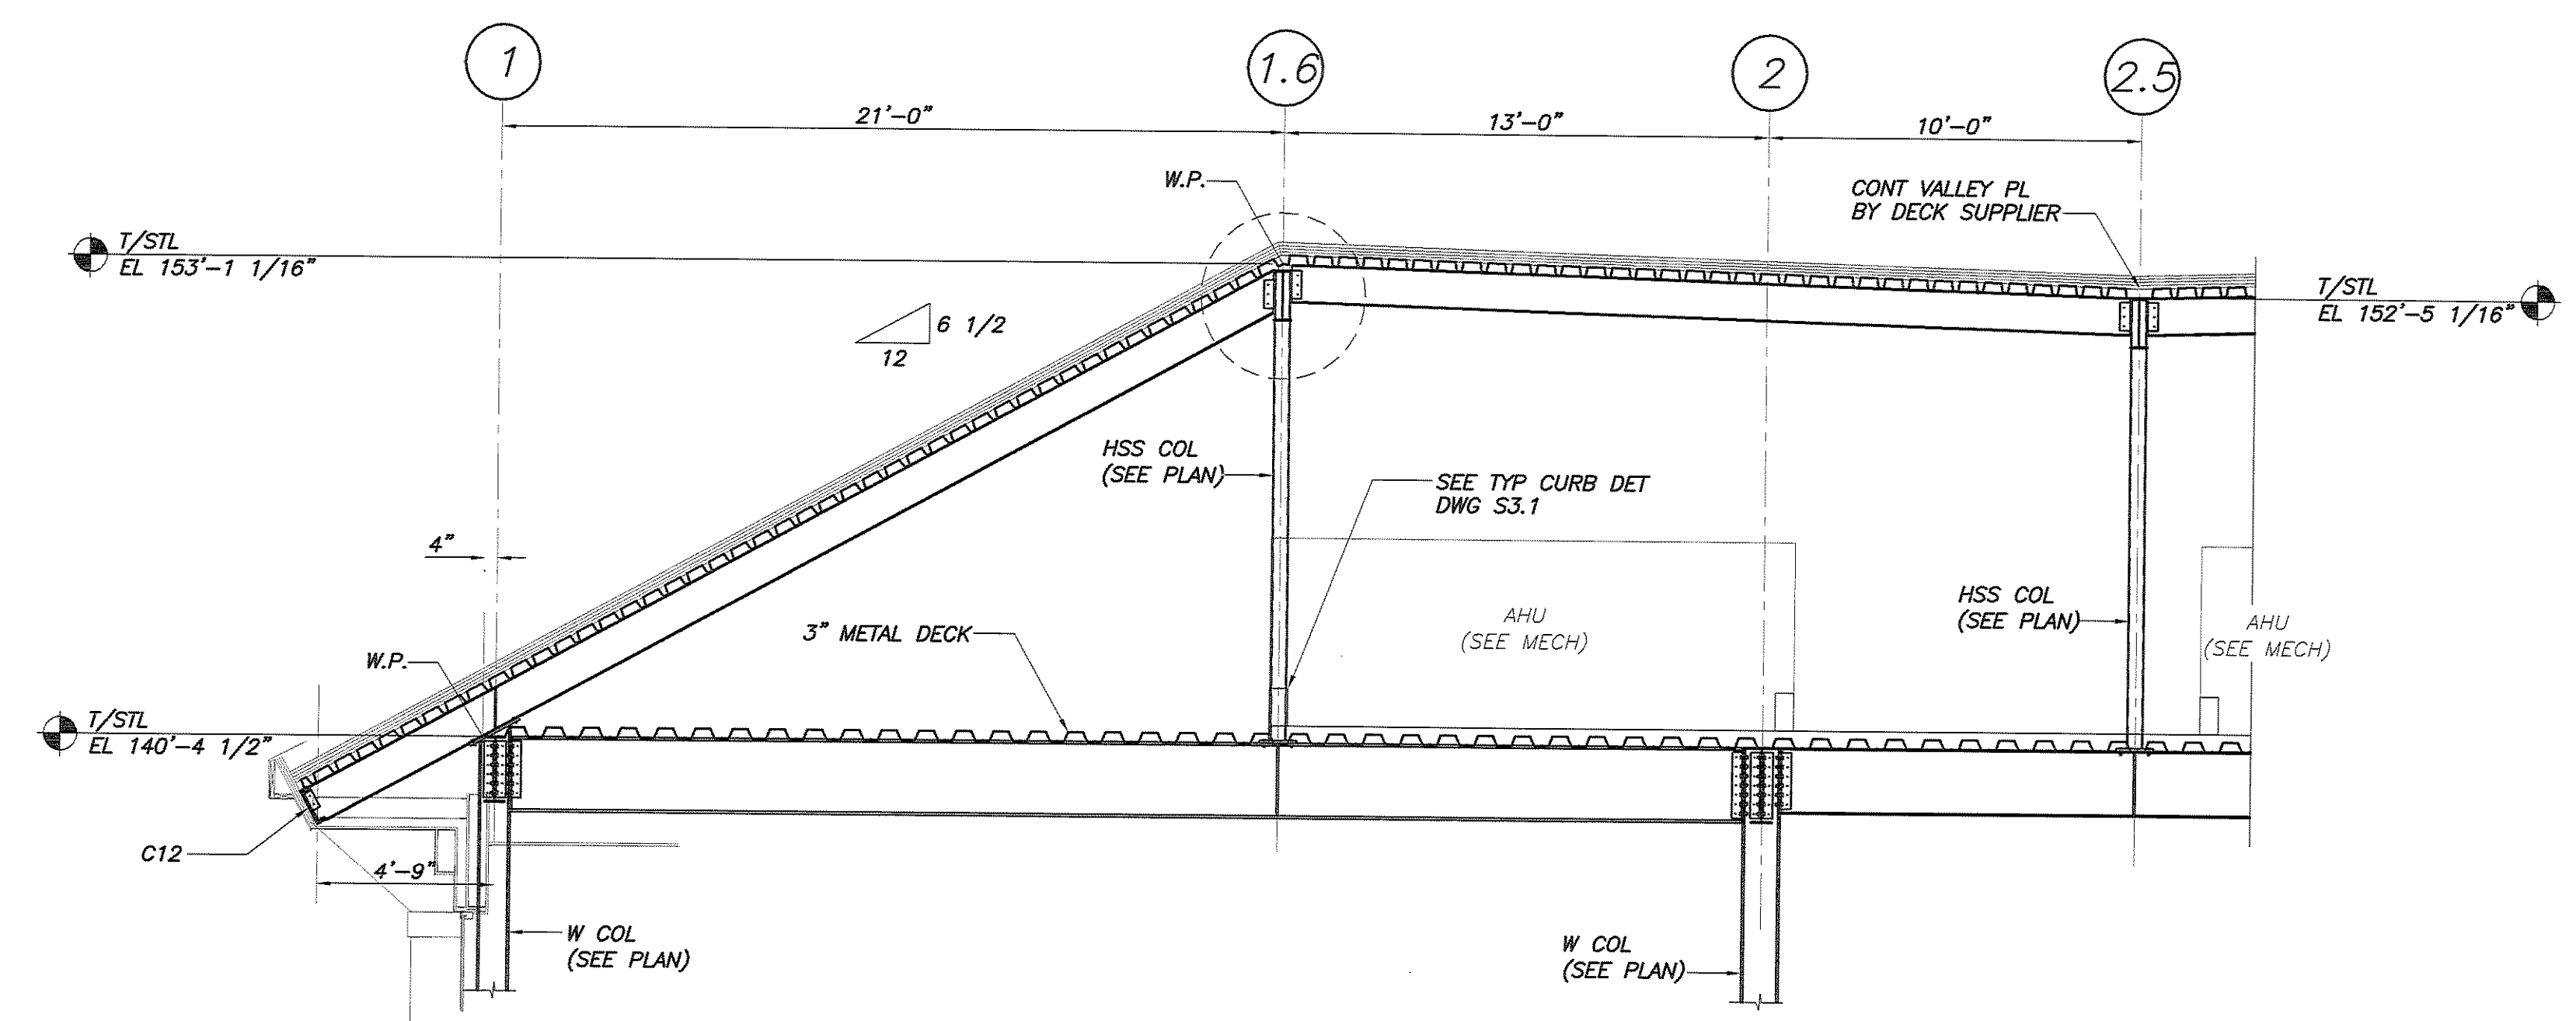 1
1.6
2
2.5
21'-0"
13'-0"
10'-0"
W.P.
CONT VALLEY PL
BY DECK SUPPLIER
T/STL
EL 153'-1 1/16"
T/STL
EL 152'-5 1/16"
6 1/2
12
HSS COL
(SEE PLAN)
SEE TYP CURB DET
DWG S3.1
4"
3" METAL DECK
AHU
(SEE MECH)
HSS COL
(SEE PLAN)
AHU
(SEE MECH)
W.P.
T/STL
EL 140'-4 1/2"
C12
4'-9"
W COL
(SEE PLAN)
W COL
(SEE PLAN)